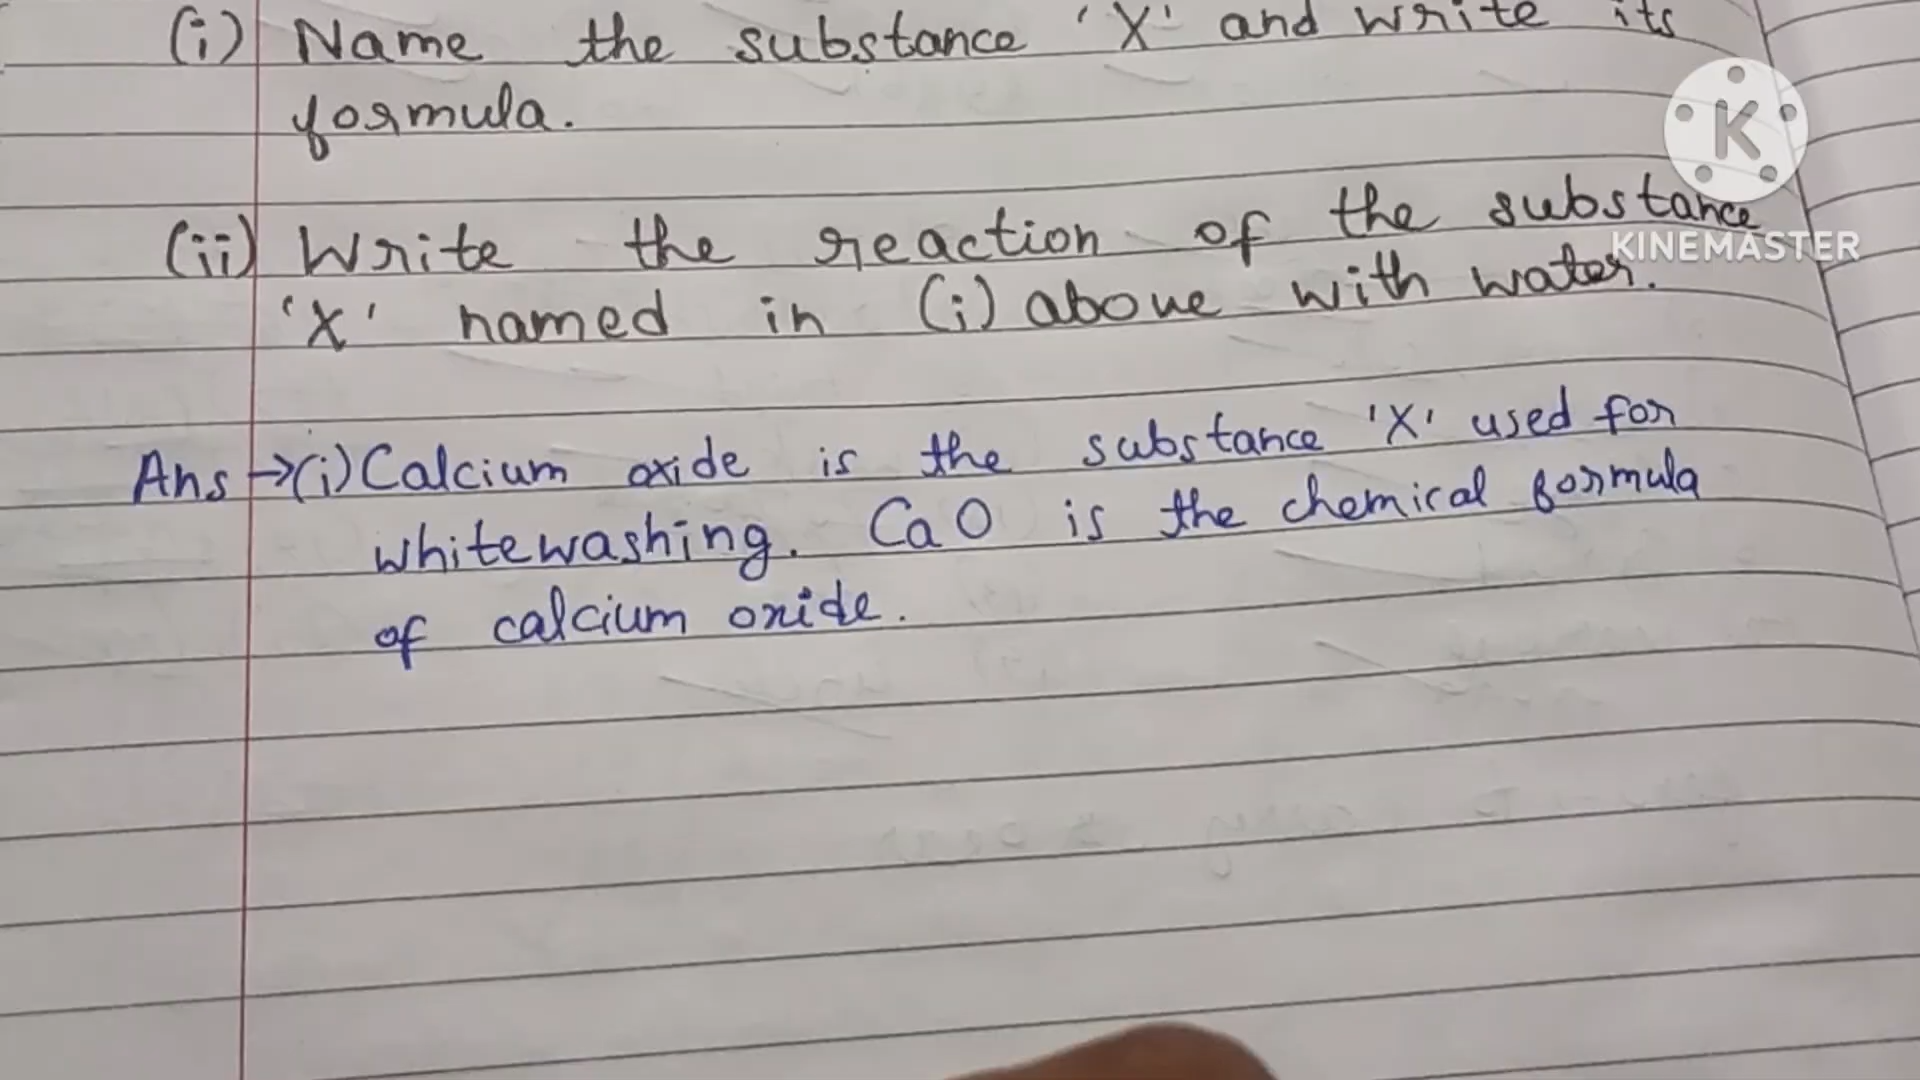 (i) Name the substance 'X' and write its
formula.
(ii) Write the reaction of the substance
'X' named in (i) above with water.
Ans →(i) Calcium oxide is the substance 'X' used for
whitewashing. CaO is the chemical formula
of calcium oxide.
K
KINEMASTER